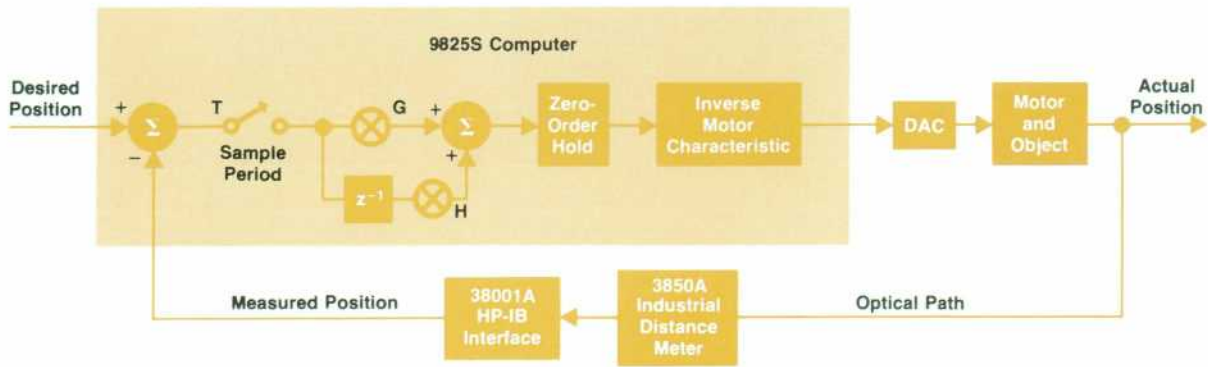 9825S Computer
Desired
Position
+
Σ
−
T
Sample
Period
G
z⁻¹
H
+
Σ
+
Zero-
Order
Hold
Inverse
Motor
Characteristic
DAC
Motor
and
Object
Actual
Position
Measured Position
38001A
HP-IB
Interface
3850A
Industrial
Distance
Meter
Optical Path